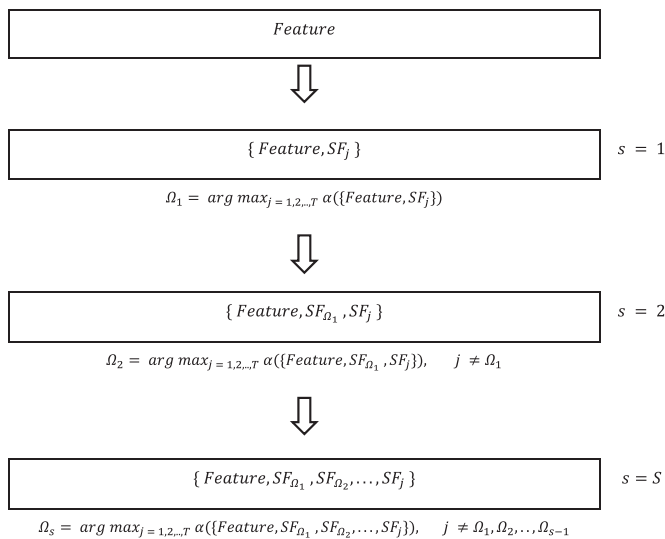 Feature
{ Feature, SF_j } s = 1
Ω_1 = arg max_{j = 1,2,..,T} α({Feature, SF_j})
{ Feature, SF_{Ω_1} , SF_j } s = 2
Ω_2 = arg max_{j = 1,2,..,T} α({Feature, SF_{Ω_1} , SF_j}), j ≠ Ω_1
{ Feature, SF_{Ω_1} , SF_{Ω_2}, . . . , SF_j } s = S
Ω_s = arg max_{j = 1,2,..,T} α({Feature, SF_{Ω_1} , SF_{Ω_2}, . . . , SF_j}), j ≠ Ω_1, Ω_2, . . , Ω_{s−1}